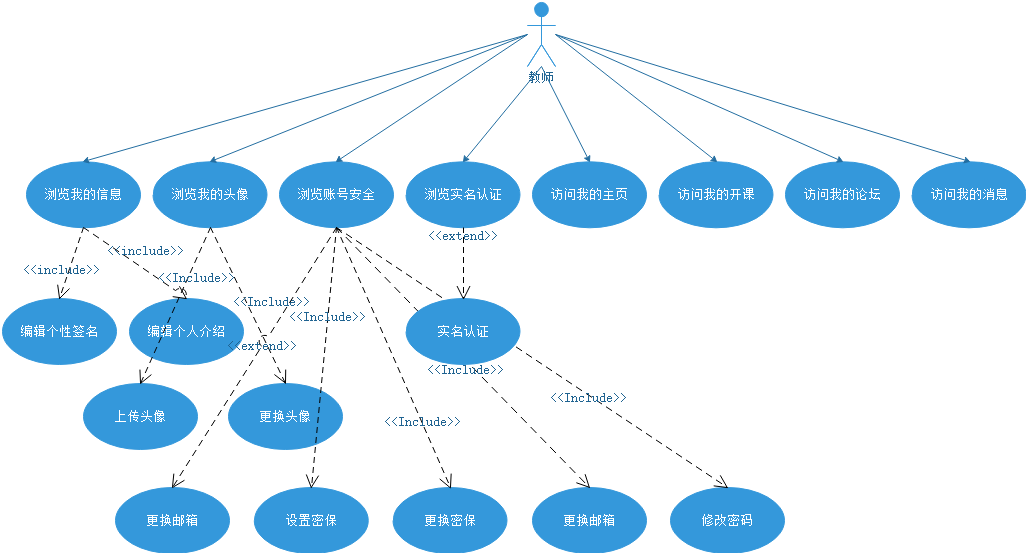 教师
浏览我的信息
浏览我的头像
浏览账号安全
浏览实名认证
访问我的主页
访问我的开课
访问我的论坛
访问我的消息
<<extend>>
<<include>>
<<include>>
<<Include>>
<<Include>>
<<Include>>
编辑个性签名
编辑个人介绍
实名认证
<<extend>>
<<Include>>
<<Include>>
上传头像
更换头像
<<Include>>
更换邮箱
设置密保
更换密保
更换邮箱
修改密码